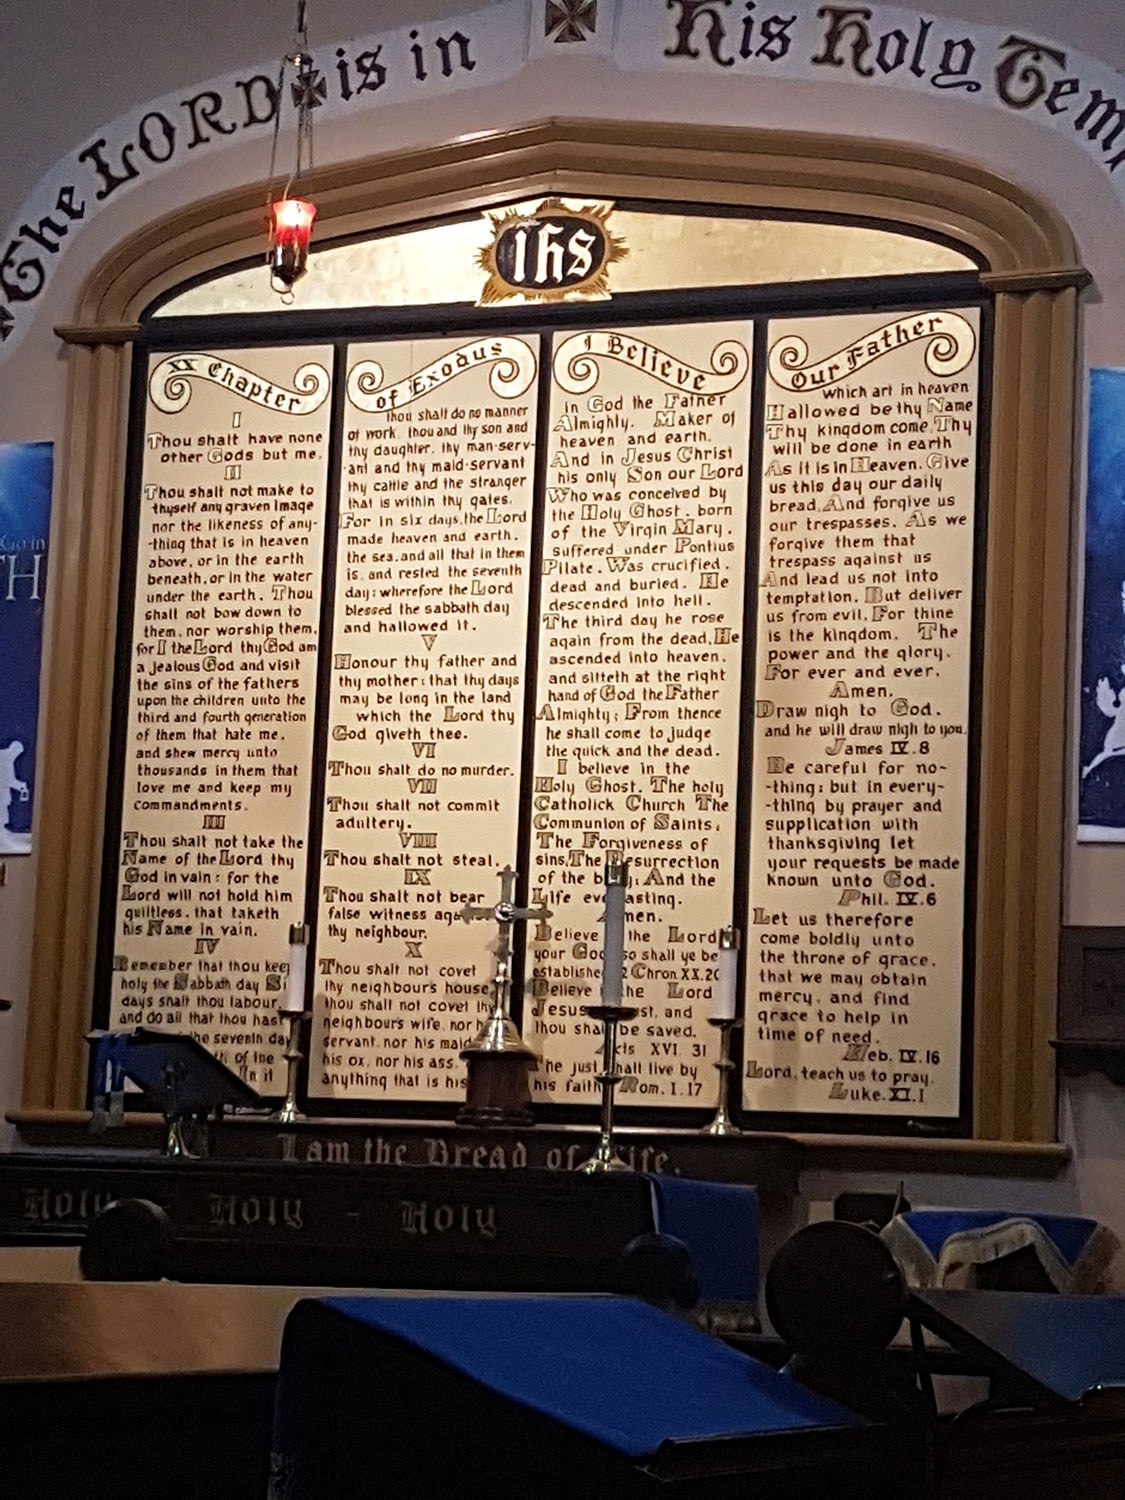 The LORD is in His Holy
ihs
XX Chapter
I
Thou shalt have none
other Gods but me.
II
Thou shalt not make to
thyself any graven image
nor the likeness of any-
-thing that is in heaven
above, or in the earth
beneath, or in the water
under the earth. Thou
shalt not bow down to
them, nor worship them,
for I the Lord thy God am
a jealous God and visit
the sins of the fathers
upon the children unto the
third and fourth generation
of them that hate me,
and shew mercy unto
thousands in them that
love me and keep my
commandments.
III
Thou shalt not take the
Name of the Lord thy
God in vain: for the
Lord will not hold him
guiltless, that taketh
his Name in vain.
IV
Remember that thou keep
holy the Sabbath day
days shalt thou labour,
and do all that thou hast
the seventh day
of the
in it
of Exodus
thou shalt do no manner
of work, thou and thy son and
thy daughter, thy man-serv-
-ant and thy maid-servant
thy cattle and the stranger
that is within thy gates.
For in six days, the Lord
made heaven and earth,
the sea, and all that in them
is, and rested the seventh
day: wherefore the Lord
blessed the sabbath day
and hallowed it.
V
Honour thy father and
thy mother: that thy days
may be long in the land
which the Lord thy
God giveth thee.
VI
Thou shalt do no murder.
VII
Thou shalt not commit
adultery.
VIII
Thou shalt not steal.
IX
Thou shalt not bear
false witness
thy neighbour.
X
Thou shalt not covet
thy neighbour's house,
thou shalt not covet thy
neighbour's wife, nor
servant, nor his maid
his ox, nor his ass,
anything that is his
I Believe
in God the Father
Almighty. Maker of
heaven and earth.
And in Jesus Christ
his only Son our Lord
Who was conceived by
the Holy Ghost, born
of the Virgin Mary,
suffered under Pontius
Pilate, Was crucified,
dead and buried. He
descended into hell.
The third day he rose
again from the dead, He
ascended into heaven,
and sitteth at the right
hand of God the Father
Almighty; From thence
he shall come to judge
the quick and the dead.
I believe in the
Holy Ghost. The holy
Catholick Church The
Communion of Saints,
The Forgiveness of
sins, The Resurrection
of the body; And the
Life everlasting.
Amen.
Believe the Lord
your God so shall ye be
established 2 Chron XX.20
Believe the Lord
Jesus and
thou shalt be saved.
Acts XVI 31
The just shall live by
his faith Rom. I. 17
Our Father
which art in heaven
Hallowed be thy Name
Thy kingdom come, Thy
will be done in earth
As it is in Heaven. Give
us this day our daily
bread, And forgive us
our trespasses. As we
forgive them that
trespass against us
And lead us not into
temptation. But deliver
us from evil, For thine
is the kingdom, The
power and the glory.
For ever and ever.
Amen.
Draw nigh to God.
and he will draw nigh to you.
James IV. 8
Be careful for no-
-thing: but in every-
-thing by prayer and
supplication with
thanksgiving let
your requests be made
known unto God.
Phil. IV. 6
Let us therefore
come boldly unto
the throne of grace,
that we may obtain
mercy, and find
grace to help in
time of need.
Heb. IV. 16
Lord, teach us to pray.
Luke. XI. I
I am the Bread of Life.
Holy - Holy - Holy